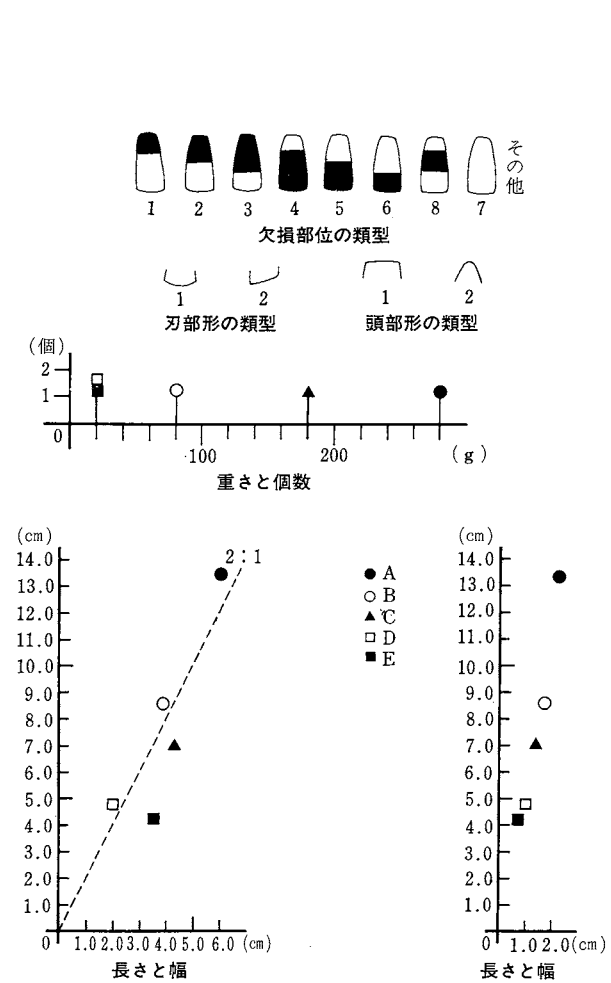 その他
1 2 3 4 5 6 8 7
欠損部位の類型
1 2 1 2
刃部形の類型 頭部形の類型
(個)
2
1
0 100 200 (g)
重さと個数
(cm) (cm)
2:1
14.0 A 14.0
13.0 B 13.0
12.0 C 12.0
11.0 D 11.0
10.0 E 10.0
9.0 9.0
8.0 8.0
7.0 7.0
6.0 6.0
5.0 5.0
4.0 4.0
3.0 3.0
2.0 2.0
1.0 1.0
0 1.0 2.0 3.0 4.0 5.0 6.0 (cm) 0 1.0 2.0 (cm)
長さと幅 長さと幅